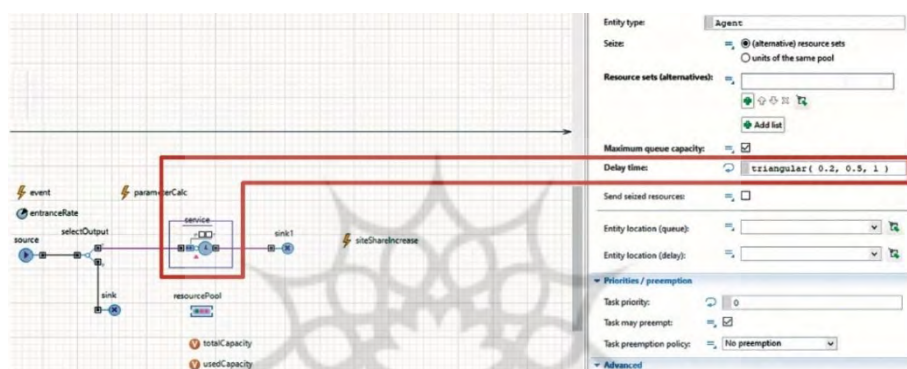 Entity type:
Agent
Seize:
(alternative) resource sets
units of the same pool
Resource sets (alternatives):
Add list
Maximum queue capacity:
Delay time:
triangular( 0.2, 0.5, 1 )
Send seized resources:
Entity location (queue):
Entity location (delay):
Priorities / preemption
Task priority:
0
Task may preempt:
Task preemption policy:
No preemption
Advanced
event
parameterCalc
entranceRate
service
selectOutput
source
sink1
siteShareIncrease
sink
resourcePool
totalCapacity
usedCapacity